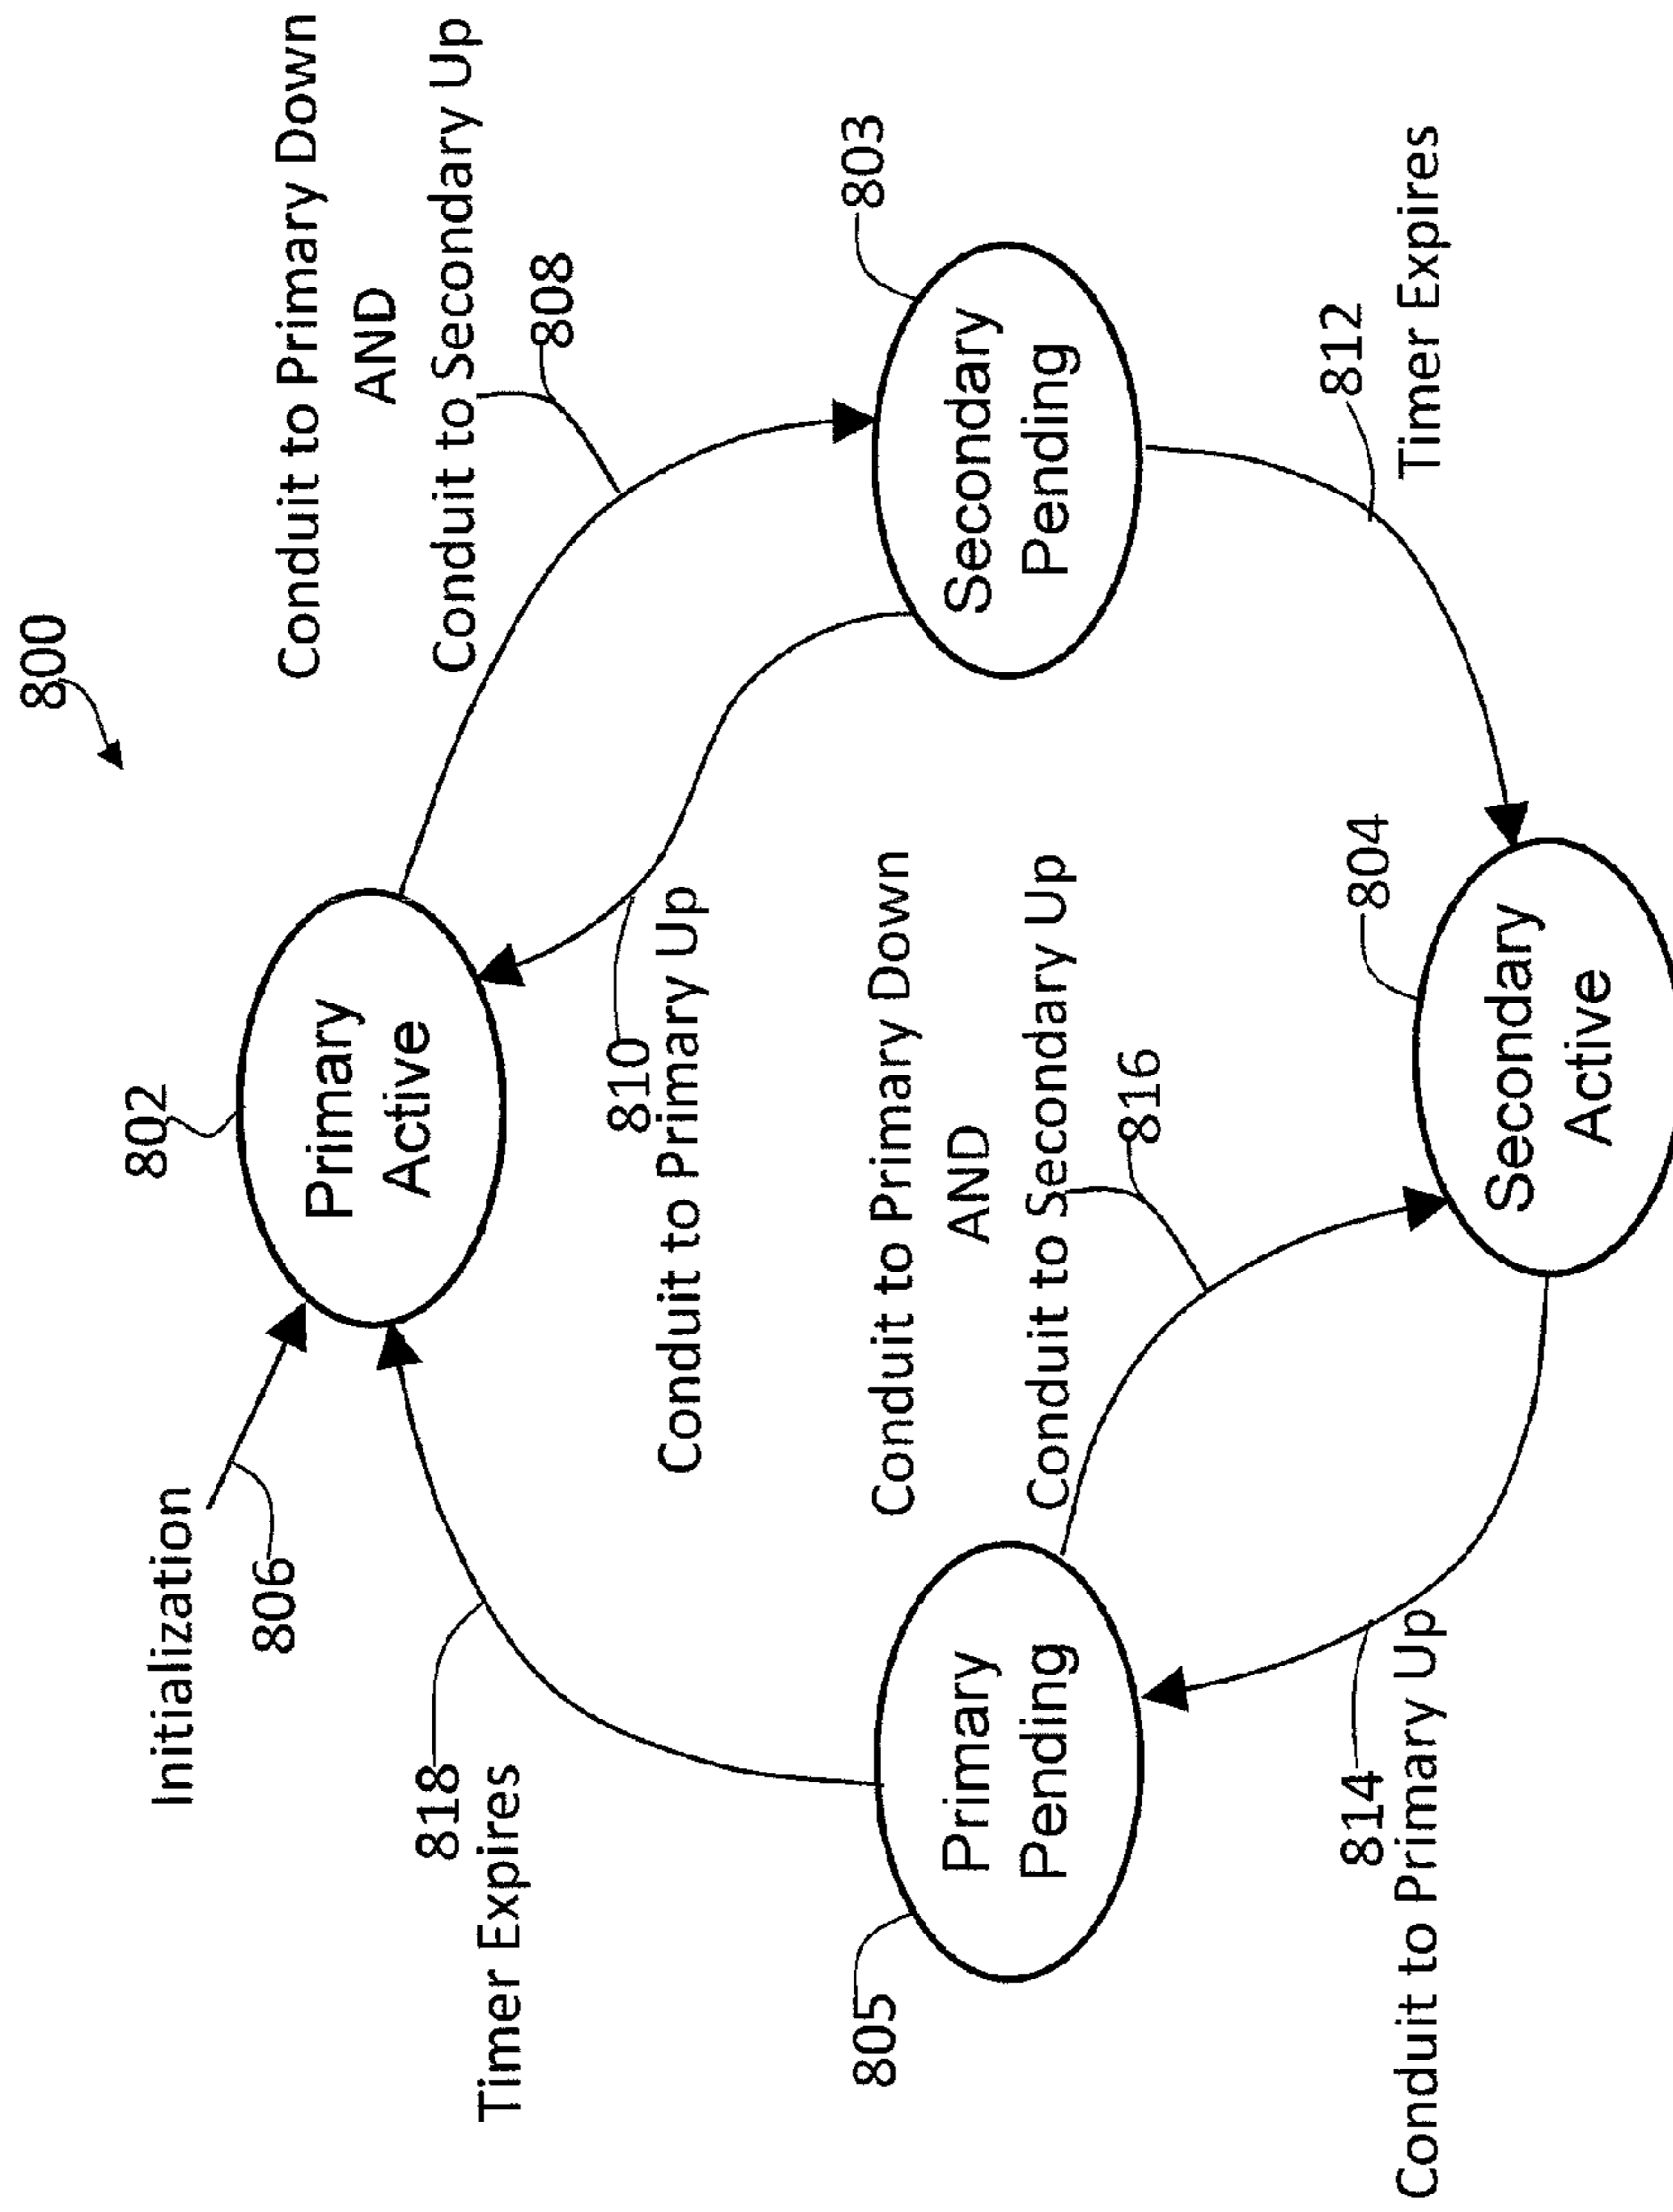 800
Initialization
806
802
Primary
Active
Conduit to Primary Down
AND
Conduit to Secondary Up
808
818
Timer Expires
810
Conduit to Primary Up
803
Secondary
Pending
805
Primary
Pending
Conduit to Primary Down
AND
Conduit to Secondary Up
816
812
Timer Expires
814
Conduit to Primary Up
804
Secondary
Active